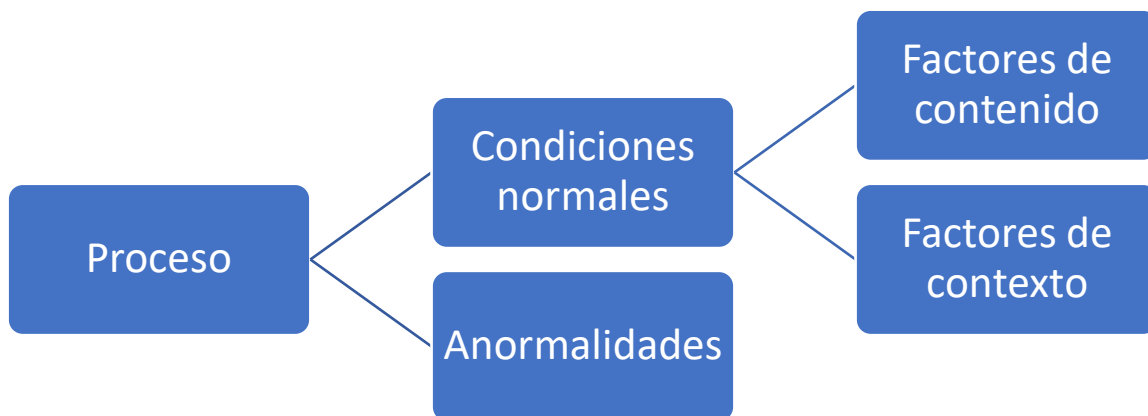 Proceso
Condiciones
normales
Anormalidades
Factores de
contenido
Factores de
contexto